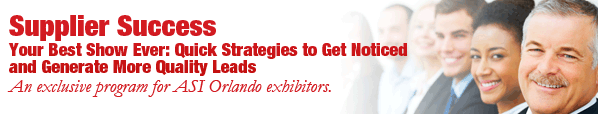 Supplier Success
Your Best Show Ever: Quick Strategies to Get Noticed
and Generate More Quality Leads
An exclusive program for ASI Orlando exhibitors.